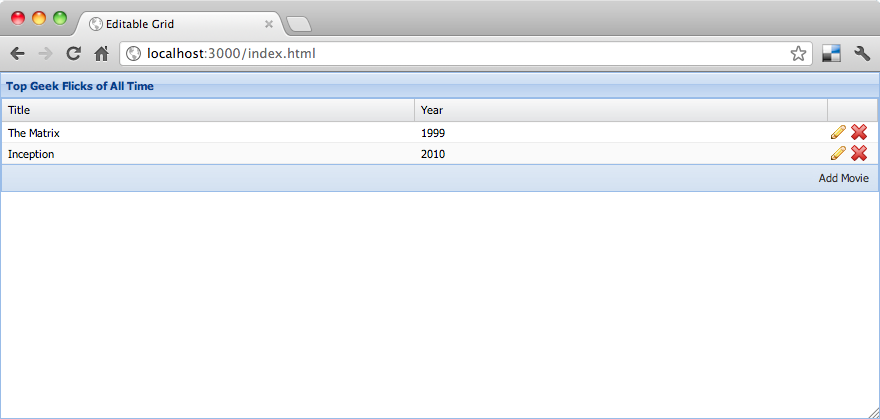 Editable Grid
localhost:3000/index.html
Top Geek Flicks of All Time
Title Year
The Matrix 1999
Inception 2010
Add Movie